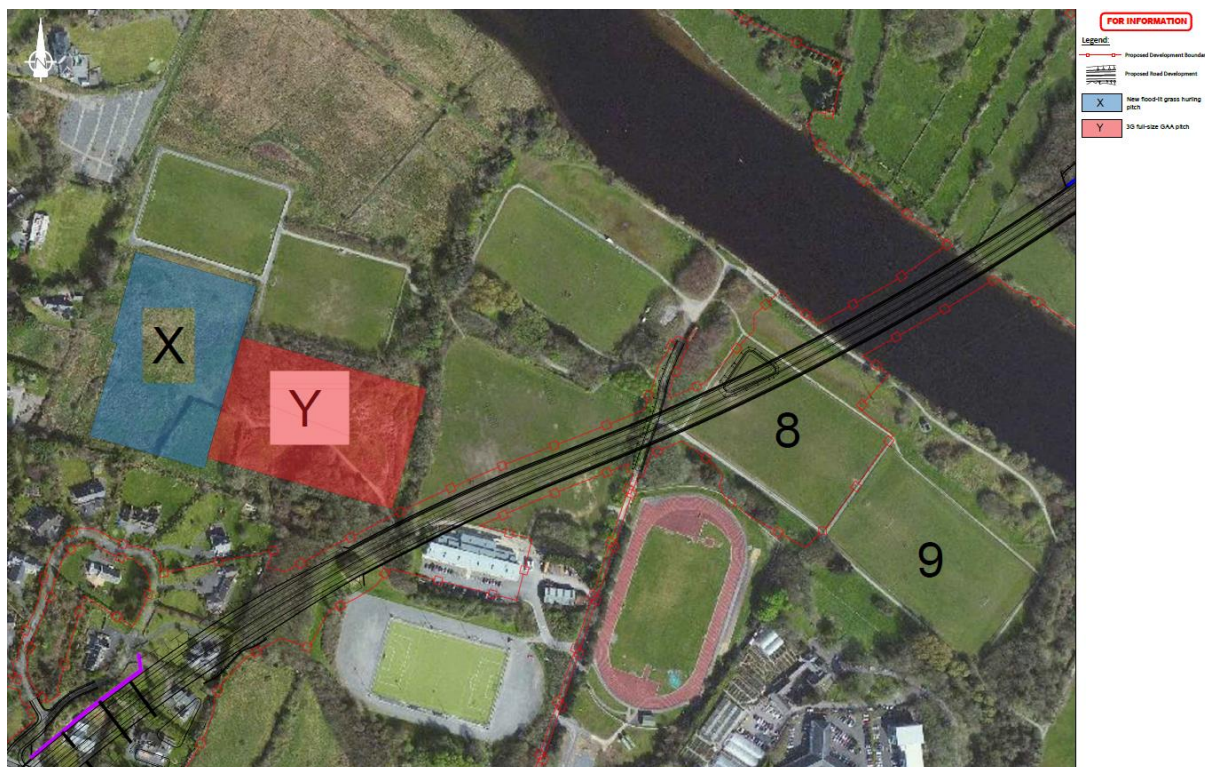 N
X
Y
8
9
FOR INFORMATION
Legend:
Proposed Development Boundar
Proposed Road Development
X
New flood-lit grass hurling
pitch
Y
3G full-size GAA pitch